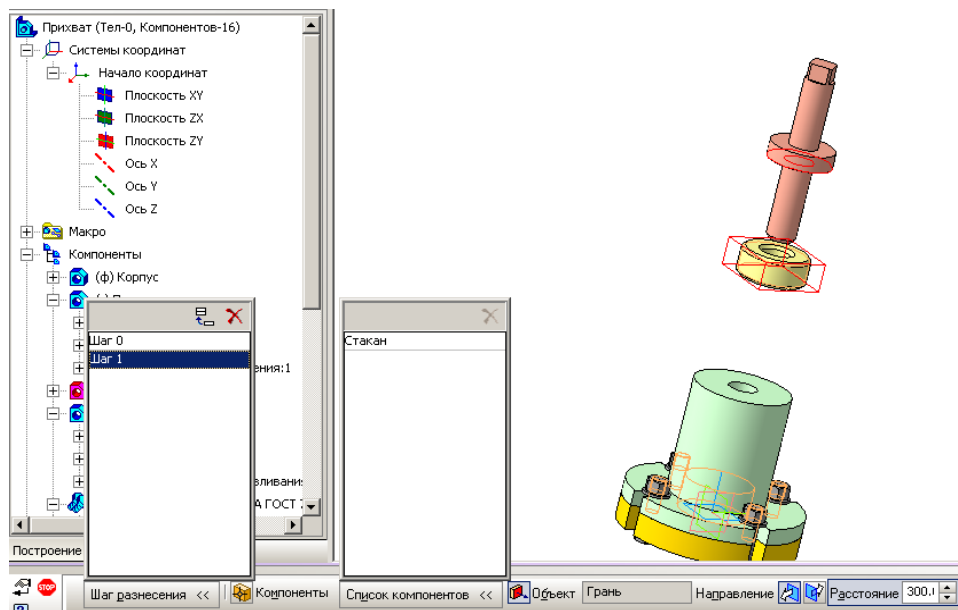 Прихват (Тел-0, Компонентов-16)
Системы координат
Начало координат
Плоскость XY
Плоскость ZX
Плоскость ZY
Ось X
Ось Y
Ось Z
Макро
Компоненты
(ф) Корпус
Шаг 0
Шаг 1
Стакан
ения:1
вливани
А ГОСТ
Построение
STOP
Шаг разнесения <<
Компоненты
Список компонентов <<
Объект
Грань
Направление
Расстояние
300.